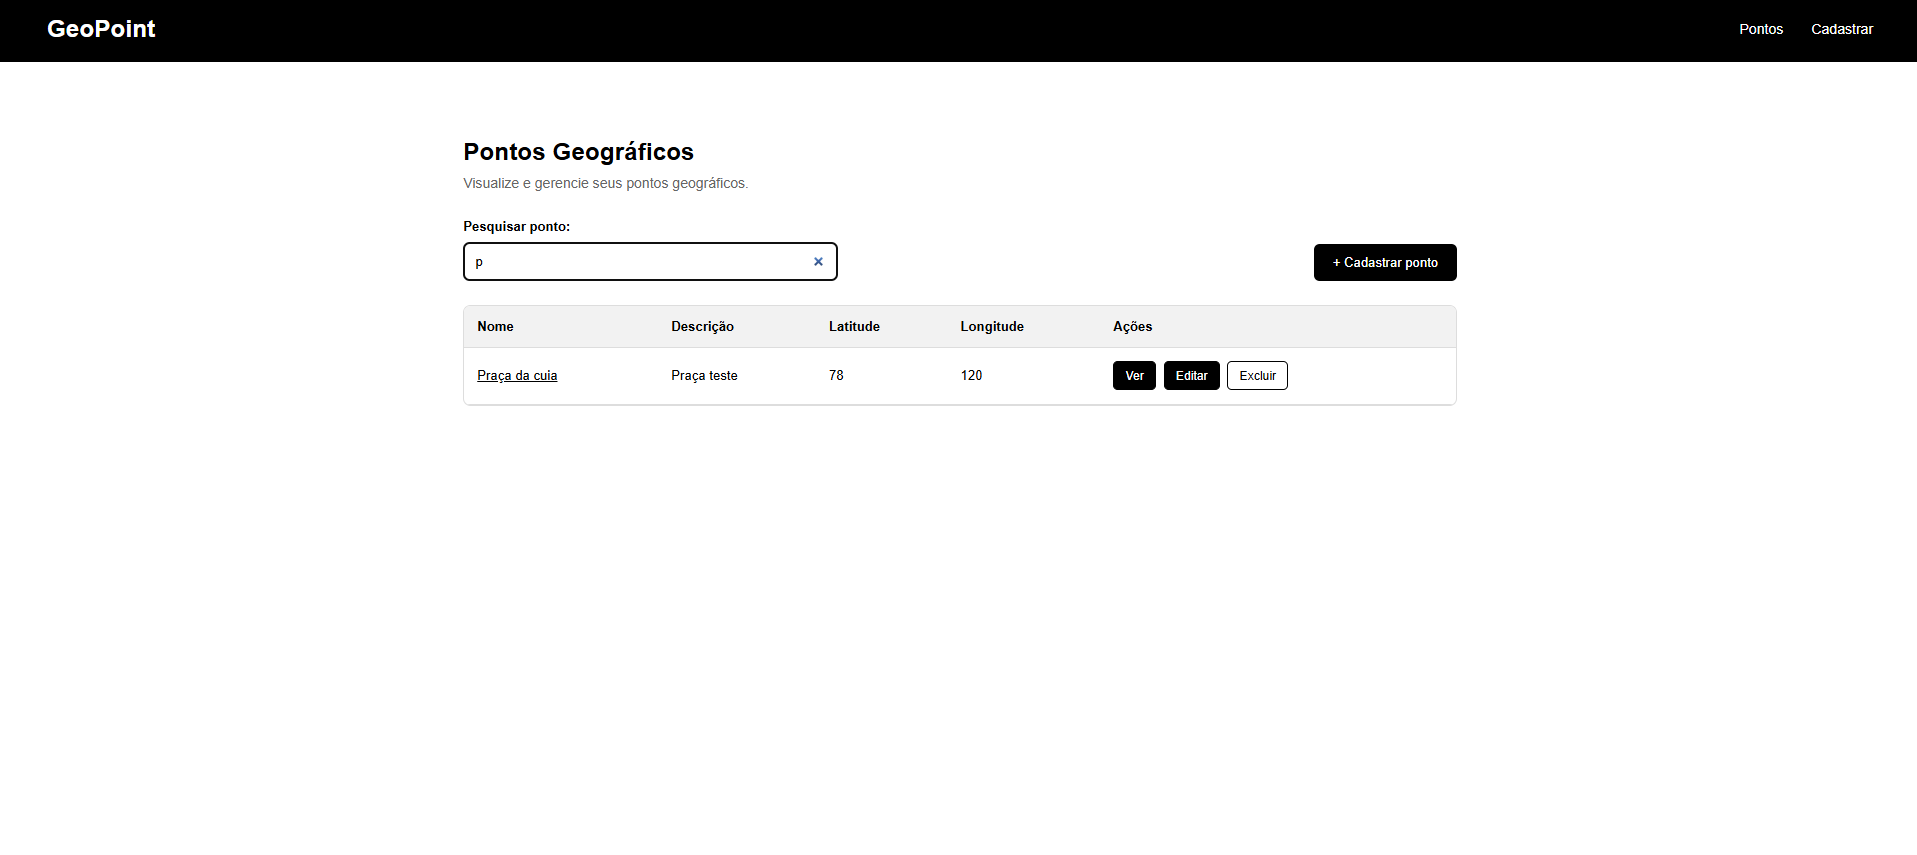 GeoPoint Pontos Cadastrar
Pontos Geográficos
Visualize e gerencie seus pontos geográficos.
Pesquisar ponto:
p ×
+ Cadastrar ponto
Nome Descrição Latitude Longitude Ações
Praça da cuia Praça teste 78 120 Ver Editar Excluir